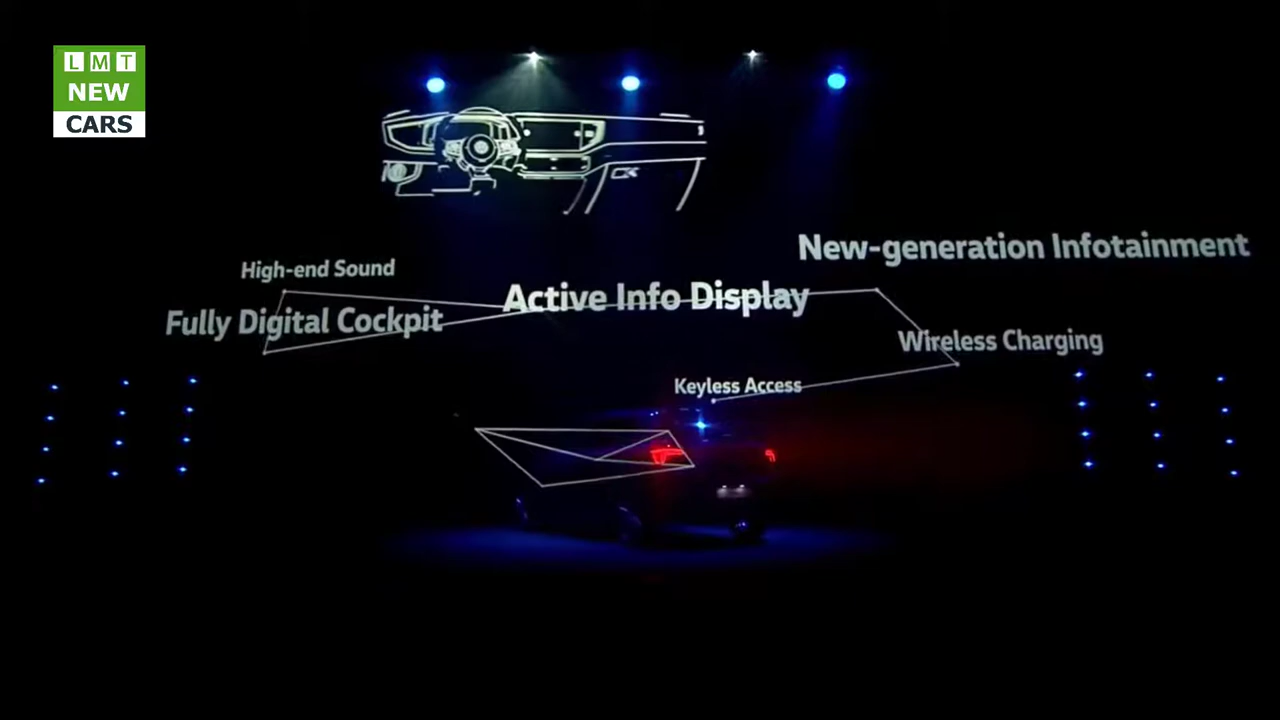 LMT
NEW
CARS
New-generation Infotainment
High-end Sound
Active Info Display
Fully Digital Cockpit
Wireless Charging
Keyless Access